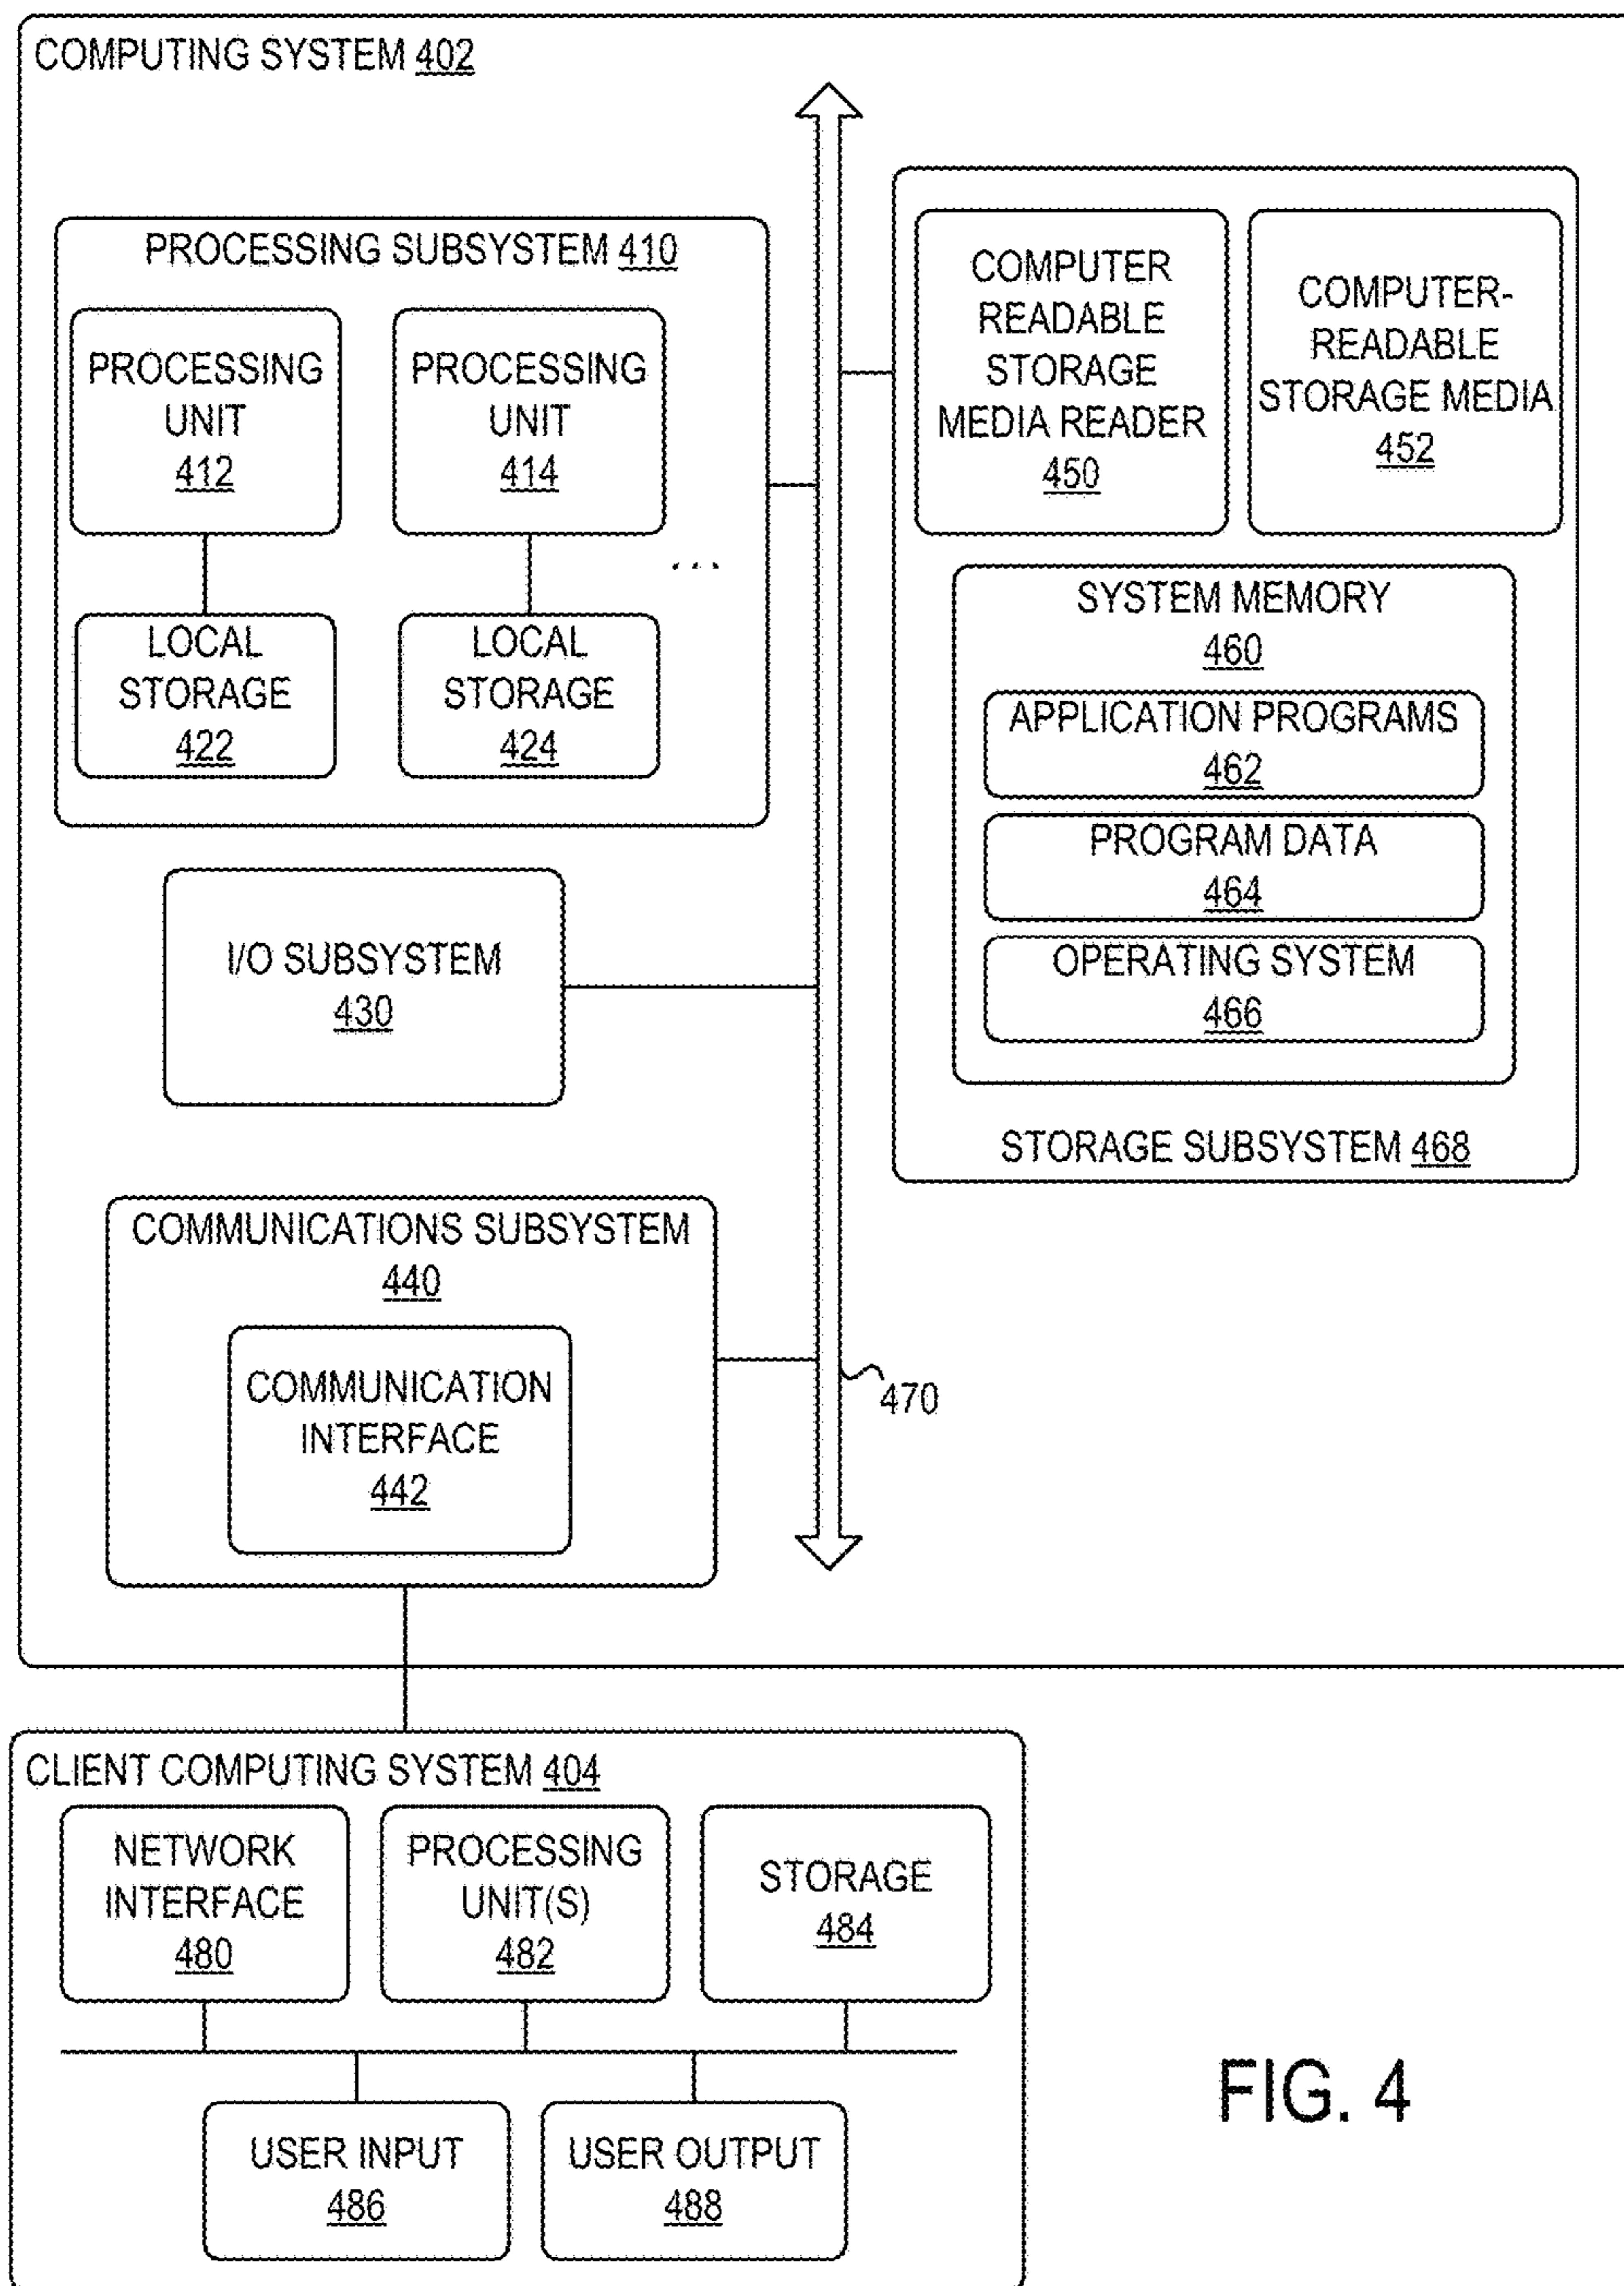 COMPUTING SYSTEM 402
PROCESSING SUBSYSTEM 410
PROCESSING
UNIT
412
PROCESSING
UNIT
414
...
LOCAL
STORAGE
422
LOCAL
STORAGE
424
I/O SUBSYSTEM
430
COMMUNICATIONS SUBSYSTEM
440
COMMUNICATION
INTERFACE
442
COMPUTER
READABLE
STORAGE
MEDIA READER
450
COMPUTER-
READABLE
STORAGE MEDIA
452
SYSTEM MEMORY
460
APPLICATION PROGRAMS
462
PROGRAM DATA
464
OPERATING SYSTEM
466
STORAGE SUBSYSTEM 468
470
CLIENT COMPUTING SYSTEM 404
NETWORK
INTERFACE
480
PROCESSING
UNIT(S)
482
STORAGE
484
USER INPUT
486
USER OUTPUT
488
FIG. 4